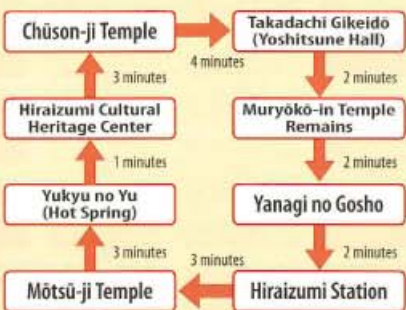 Chūson-ji Temple
4 minutes
Takadachi Gikeidō
(Yoshitsune Hall)
3 minutes
2 minutes
Hiraizumi Cultural
Heritage Center
Muryōkō-in Temple
Remains
1 minutes
2 minutes
Yukyu no Yu
(Hot Spring)
Yanagi no Gosho
3 minutes
2 minutes
Mōtsū-ji Temple
3 minutes
Hiraizumi Station